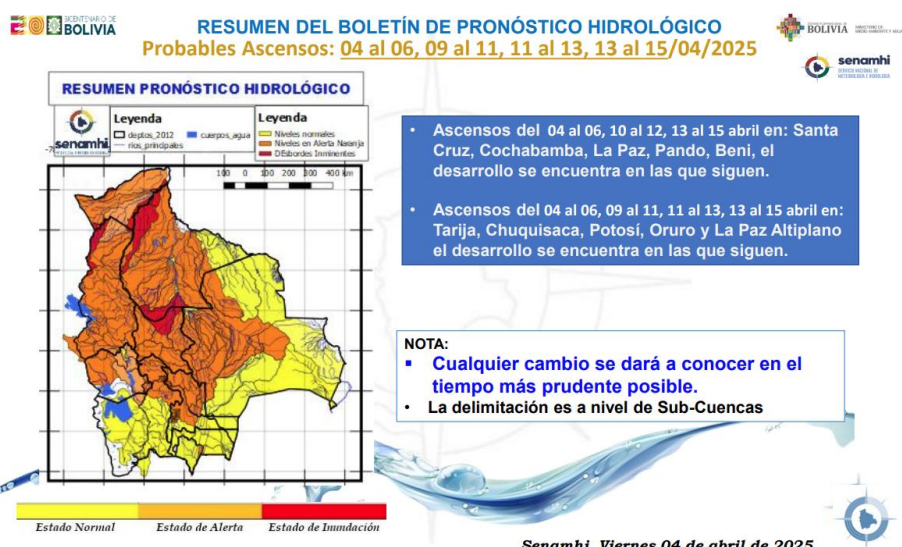 BICENTENARIO DE
BOLIVIA
RESUMEN DEL BOLETÍN DE PRONÓSTICO HIDROLÓGICO
Probables Ascensos: 04 al 06, 09 al 11, 11 al 13, 13 al 15/04/2025
BOLIVIA
senamhi
RESUMEN PRONÓSTICO HIDROLÓGICO
senamhi
Leyenda
deptos_2012
cuerpos_agua
rios_principales
Leyenda
Niveles normales
Niveles en Alerta Naranja
DEsbordes Inminentes
100 0 100 200 300 400 km
• Ascensos del 04 al 06, 10 al 12, 13 al 15 abril en: Santa
Cruz, Cochabamba, La Paz, Pando, Beni, el
desarrollo se encuentra en las que siguen.
• Ascensos del 04 al 06, 09 al 11, 11 al 13, 13 al 15 abril en:
Tarija, Chuquisaca, Potosí, Oruro y La Paz Altiplano
el desarrollo se encuentra en las que siguen.
NOTA:
▪ Cualquier cambio se dará a conocer en el
tiempo más prudente posible.
• La delimitación es a nivel de Sub-Cuencas
Estado Normal Estado de Alerta Estado de Inundación
Senamhi, Viernes 04 de abril de 2025